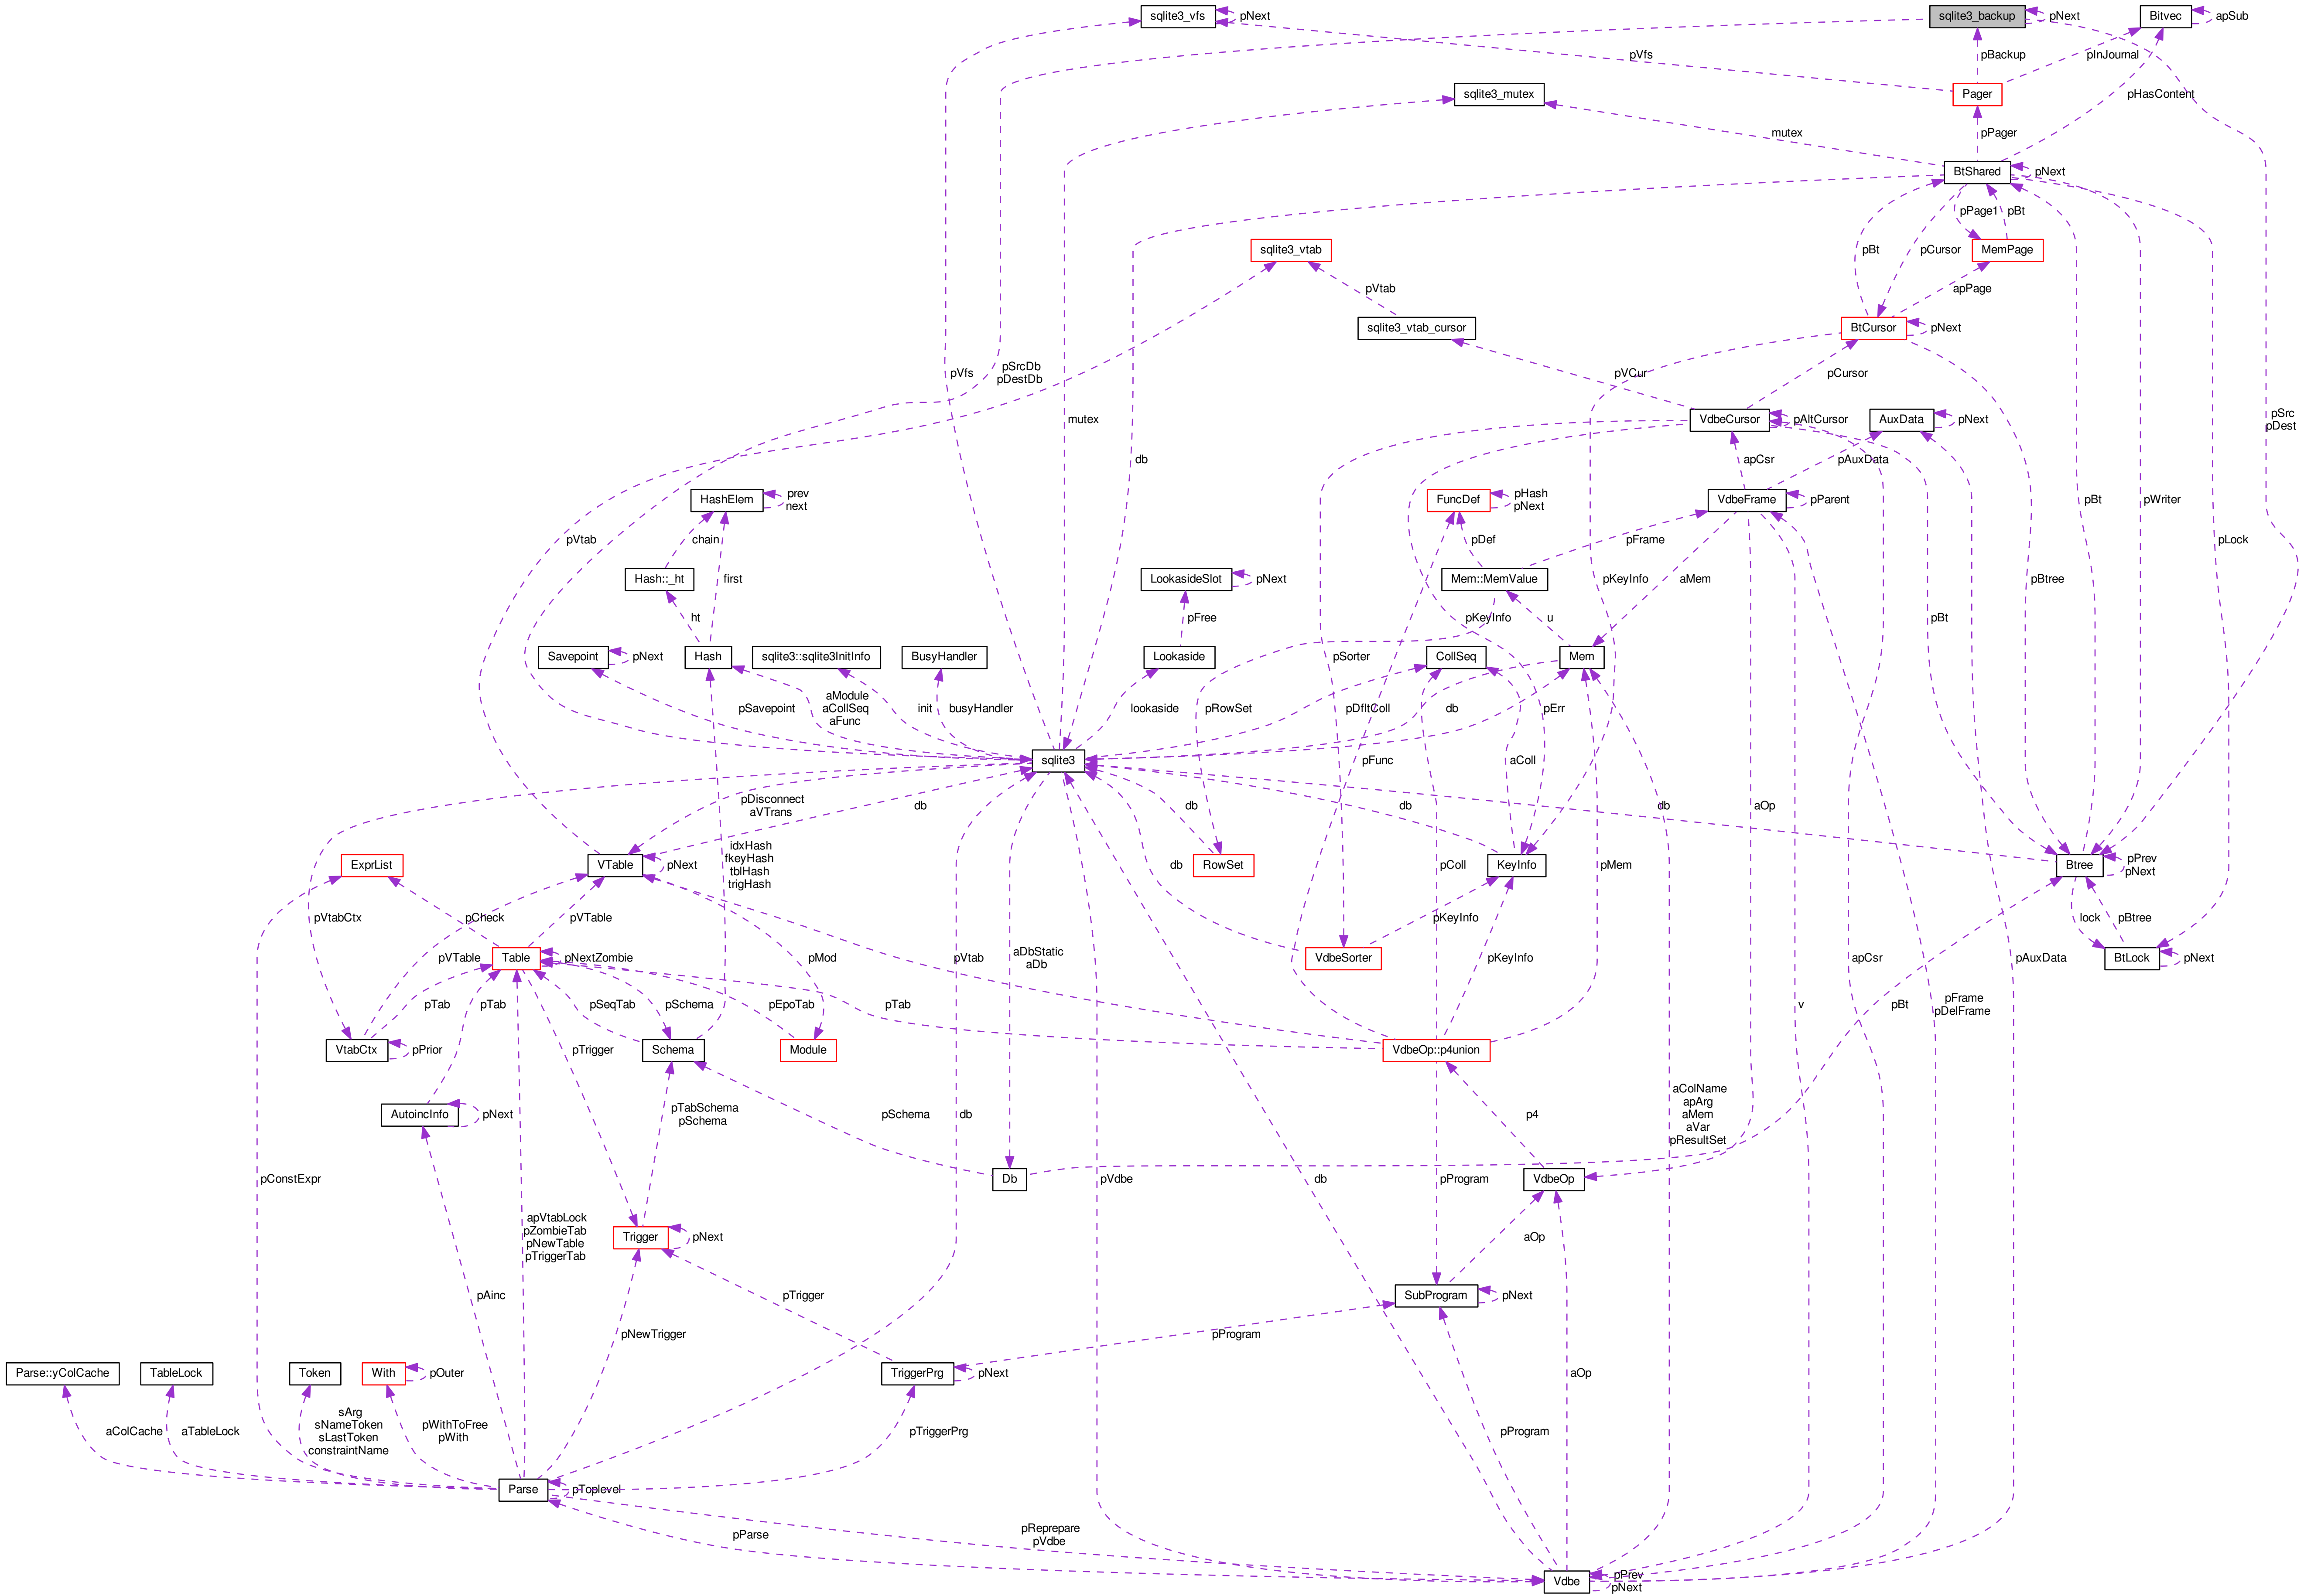 sqlite3_vfs
pNext
sqlite3_backup
pNext
Bitvec
apSub
pVfs
pBackup
pInJournal
sqlite3_mutex
Pager
pHasContent
mutex
pPager
BtShared
pNext
pPage1
pBt
sqlite3_vtab
pBt
pCursor
MemPage
pVtab
apPage
sqlite3_vtab_cursor
BtCursor
pNext
pVfs
pSrcDb
pDestDb
pVCur
pCursor
mutex
VdbeCursor
pAltCursor
AuxData
pNext
pSrc
pDest
db
apCsr
pAuxData
HashElem
prev
next
FuncDef
pHash
pNext
VdbeFrame
pParent
pBt
pWriter
pVtab
chain
pDef
pFrame
pLock
Hash::_ht
first
LookasideSlot
pNext
Mem::MemValue
pKeyInfo
aMem
pBtree
ht
pFree
pKeyInfo
u
pBt
Savepoint
pNext
Hash
sqlite3::sqlite3InitInfo
BusyHandler
Lookaside
pSorter
CollSeq
Mem
pSavepoint
aModule
aCollSeq
aFunc
init
busyHandler
lookaside
pRowSet
pDfltColl
db
pErr
sqlite3
pFunc
aColl
pDisconnect
aVTrans
db
db
db
aOp
db
idxHash
fkeyHash
tblHash
trigHash
ExprList
VTable
pNext
db
RowSet
pColl
KeyInfo
pMem
Btree
pPrev
pNext
pVtabCtx
pCheck
pVTable
pKeyInfo
lock
pBtree
pVTable
Table
pNextZombie
pMod
aDbStatic
aDb
pVtab
VdbeSorter
pKeyInfo
apCsr
pAuxData
BtLock
pNext
pTab
pTab
pSeqTab
pSchema
pEpoTab
pTab
v
pFrame
pDelFrame
pBt
VtabCtx
pPrior
pTrigger
Schema
Module
VdbeOp::p4union
AutoincInfo
pNext
pTabSchema
pSchema
pSchema
db
p4
aColName
apArg
aMem
aVar
pResultSet
pConstExpr
Db
pVdbe
db
pProgram
VdbeOp
apVtabLock
pZombieTab
pNewTable
pTriggerTab
Trigger
pNext
aOp
pAinc
pTrigger
SubProgram
pNext
pNewTrigger
pProgram
Parse::yColCache
TableLock
Token
With
pOuter
TriggerPrg
pNext
aOp
aColCache
aTableLock
sArg
sNameToken
sLastToken
constraintName
pWithToFree
pWith
pTriggerPrg
pProgram
Parse
pToplevel
pParse
pReprepare
pVdbe
Vdbe
pPrev
pNext